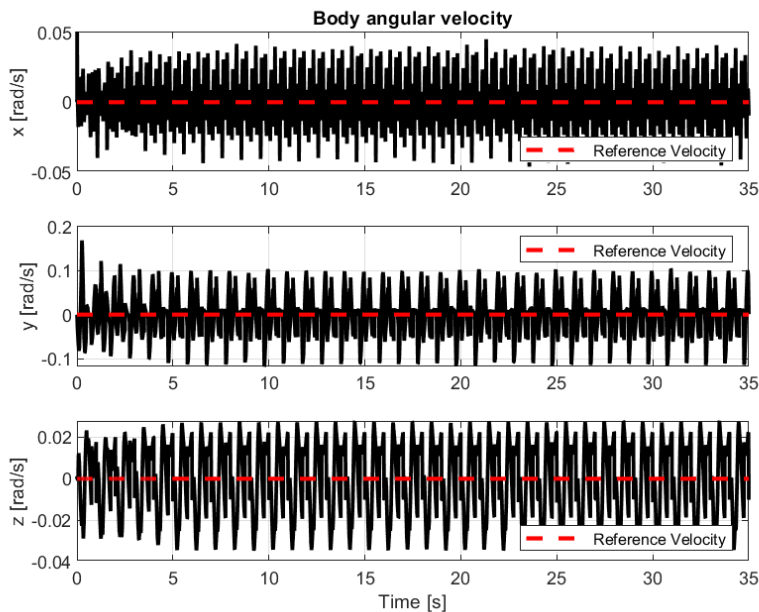 Body angular velocity
0.05
0
-0.05
x [rad/s]
Reference Velocity
0 5 10 15 20 25 30 35
0.2
0.1
0
-0.1
y [rad/s]
Reference Velocity
0 5 10 15 20 25 30 35
0.02
0
-0.02
-0.04
z [rad/s]
Reference Velocity
0 5 10 15 20 25 30 35
Time [s]